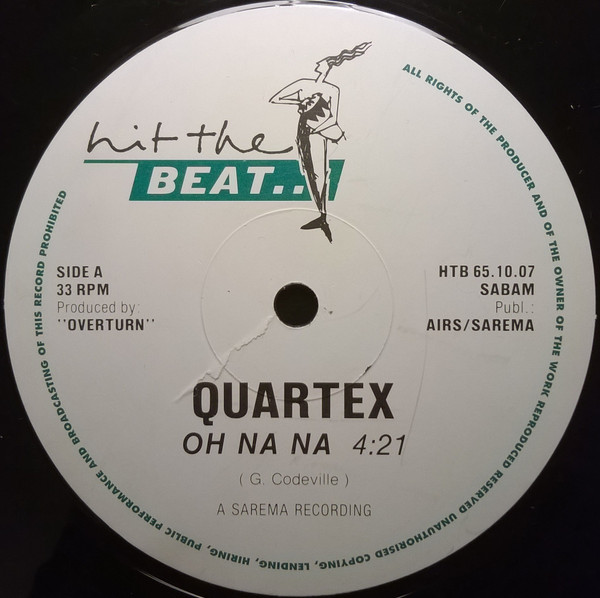 hit the
BEAT...
SIDE A
33 RPM
Produced by:
"OVERTURN"
HTB 65.10.07
SABAM
Publ.:
AIRS/SAREMA
QUARTEX
OH NA NA 4:21
( G. Codeville )
A SAREMA RECORDING
ALL RIGHTS OF THE PRODUCER AND OF THE OWNER OF THE WORK REPRODUCED RESERVED UNAUTHORISED COPYING, LENDING, HIRING, PUBLIC PERFORMANCE AND BROADCASTING OF THIS RECORD PROHIBITED